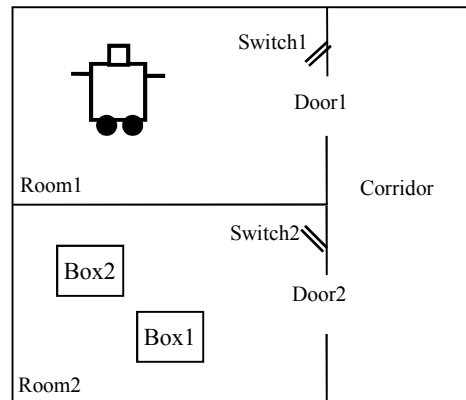 Switch1
Door1
Room1
Corridor
Switch2
Box2
Door2
Box1
Room2